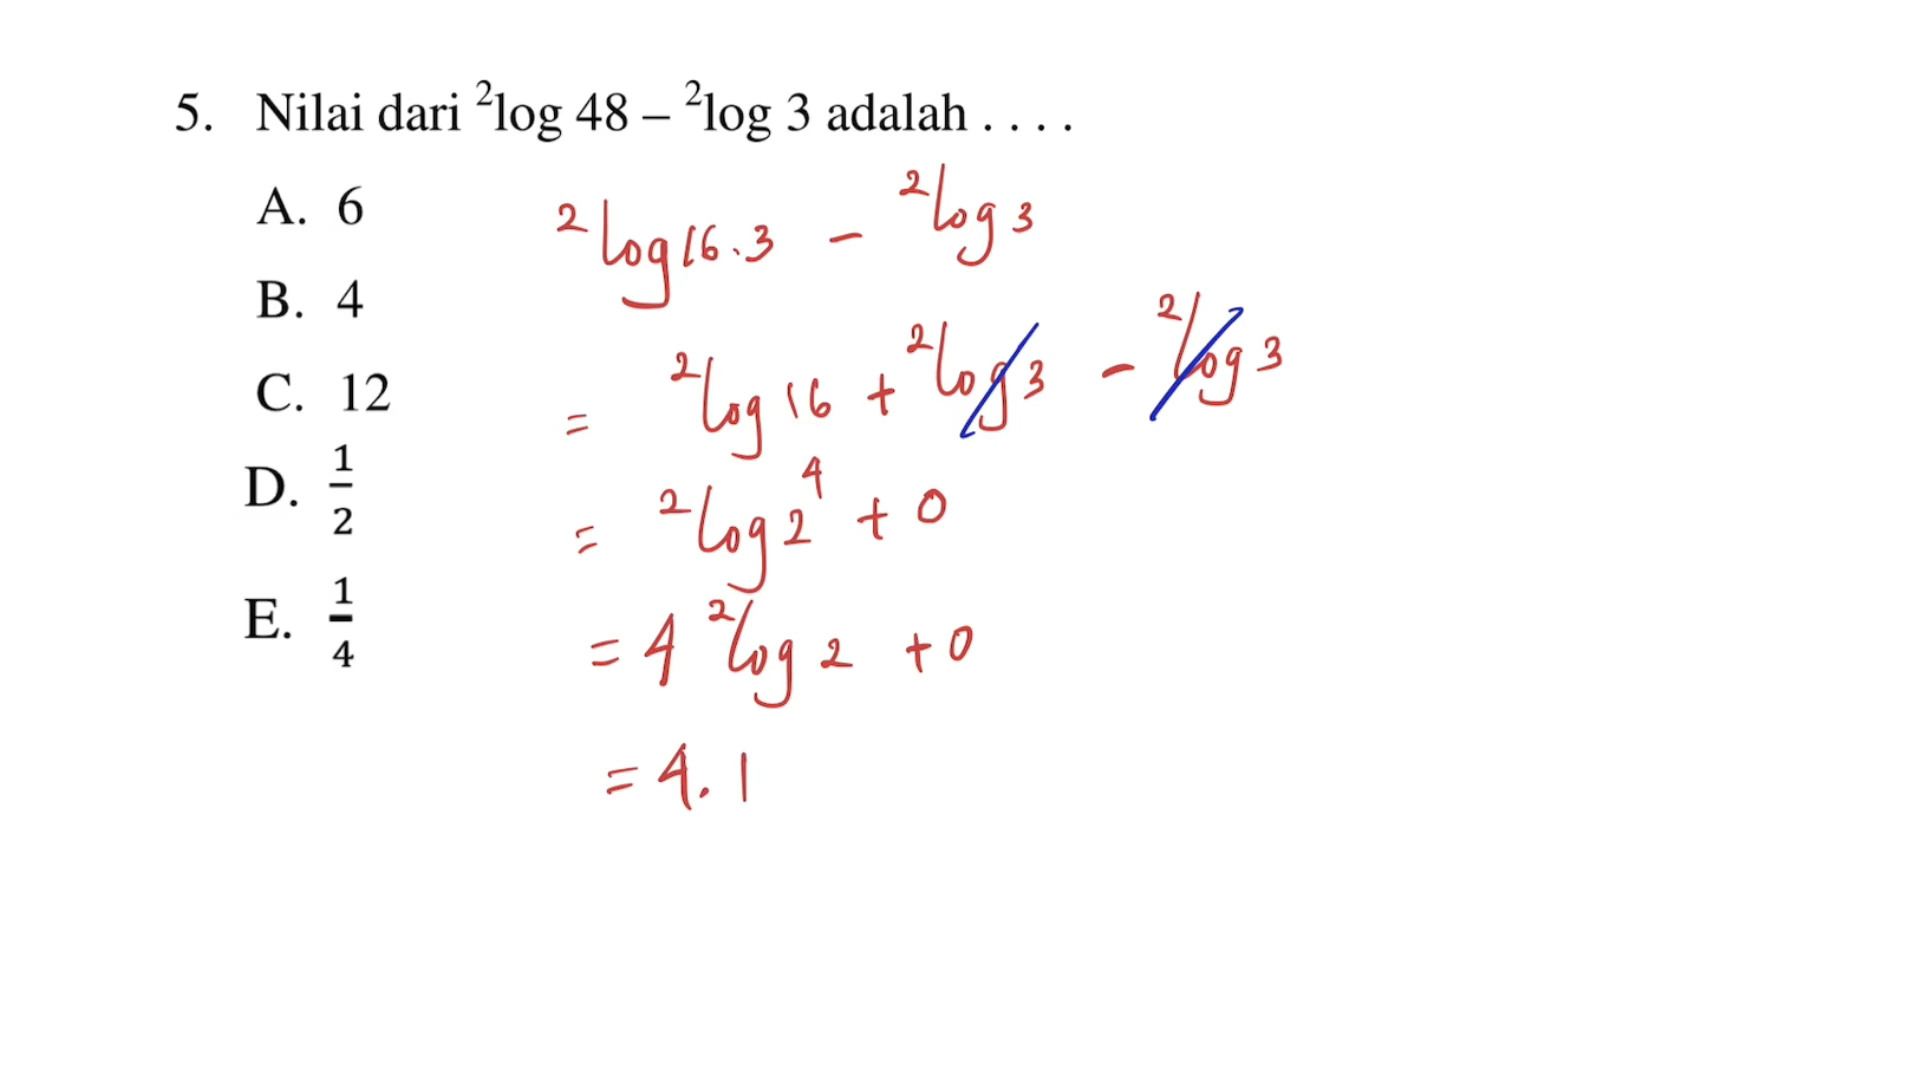 5. Nilai dari ²log 48 – ²log 3 adalah . . . .
A. 6
B. 4
C. 12
D. 1/2
E. 1/4
²log 16 . 3 - ²log 3
= ²log 16 + ²log 3 - ²log 3
= ²log 2⁴ + 0
= 4 ²log 2 + 0
= 4 . 1